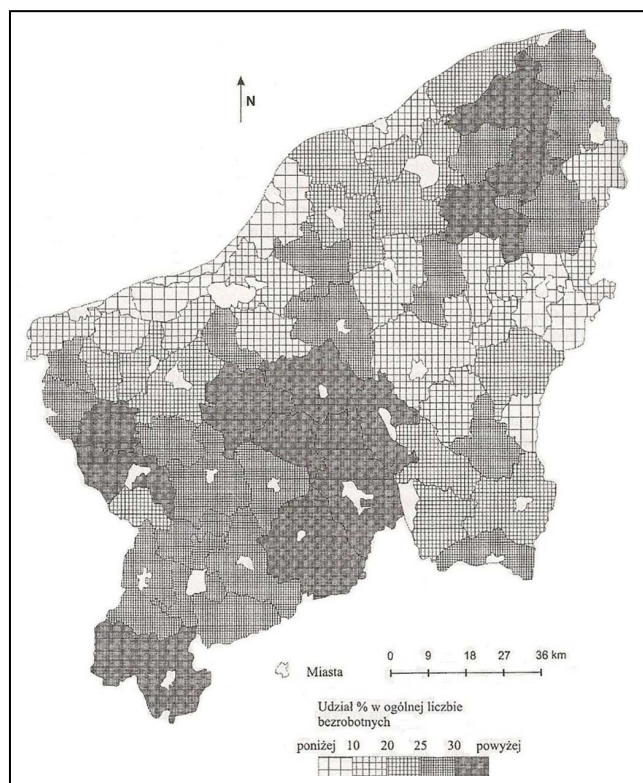 N
Miasta
0 9 18 27 36 km
Udział % w ogólnej liczbie
bezrobotnych
poniżej 10 20 25 30 powyżej